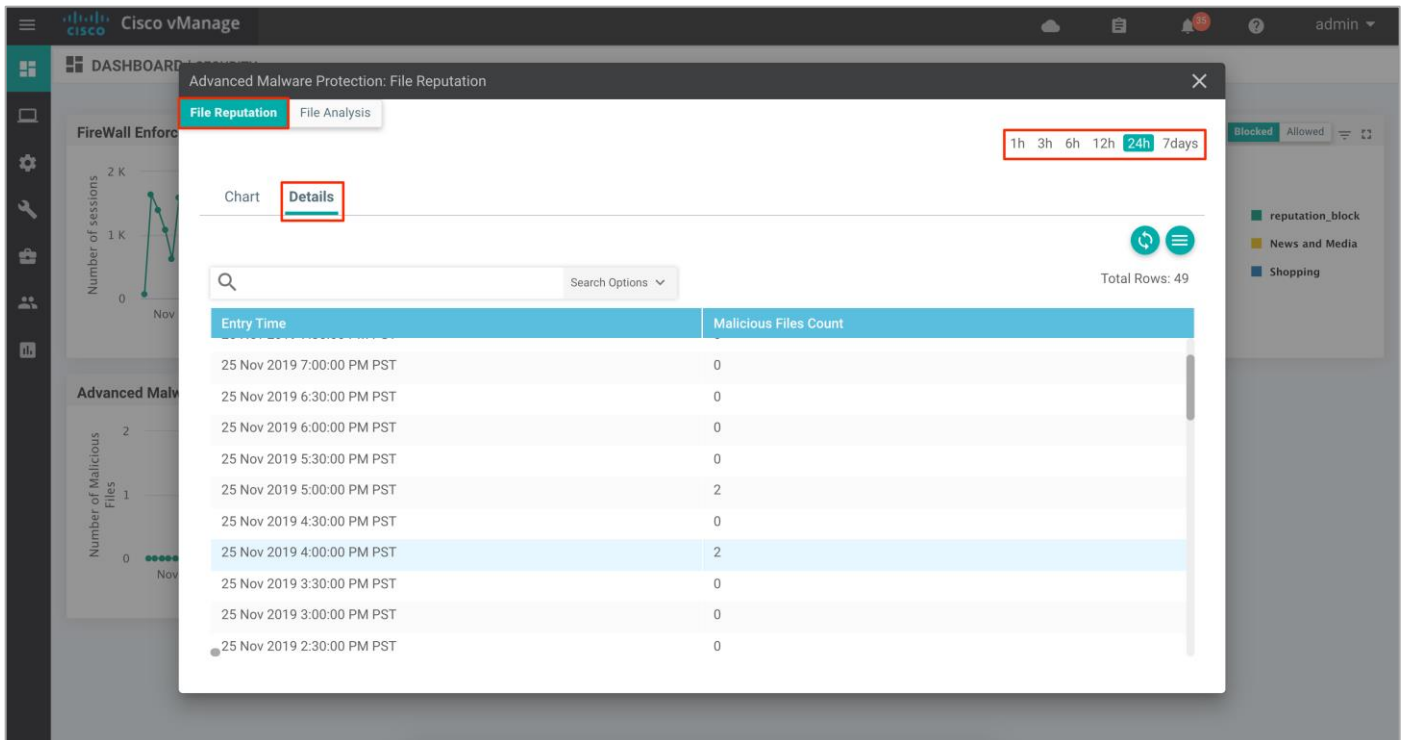 cisco Cisco vManage
35
admin
DASHBOARD
Advanced Malware Protection: File Reputation
File Reputation File Analysis
1h 3h 6h 12h 24h 7days
FireWall Enforc
Blocked Allowed
Number of sessions
2 K
1 K
0
Nov
Chart Details
reputation_block
News and Media
Shopping
Search Options
Total Rows: 49
Entry Time Malicious Files Count
25 Nov 2019 7:00:00 PM PST 0
25 Nov 2019 6:30:00 PM PST 0
25 Nov 2019 6:00:00 PM PST 0
25 Nov 2019 5:30:00 PM PST 0
25 Nov 2019 5:00:00 PM PST 2
25 Nov 2019 4:30:00 PM PST 0
25 Nov 2019 4:00:00 PM PST 2
25 Nov 2019 3:30:00 PM PST 0
25 Nov 2019 3:00:00 PM PST 0
25 Nov 2019 2:30:00 PM PST 0
Advanced Malw
Number of Malicious
Files
2
1
0
Nov